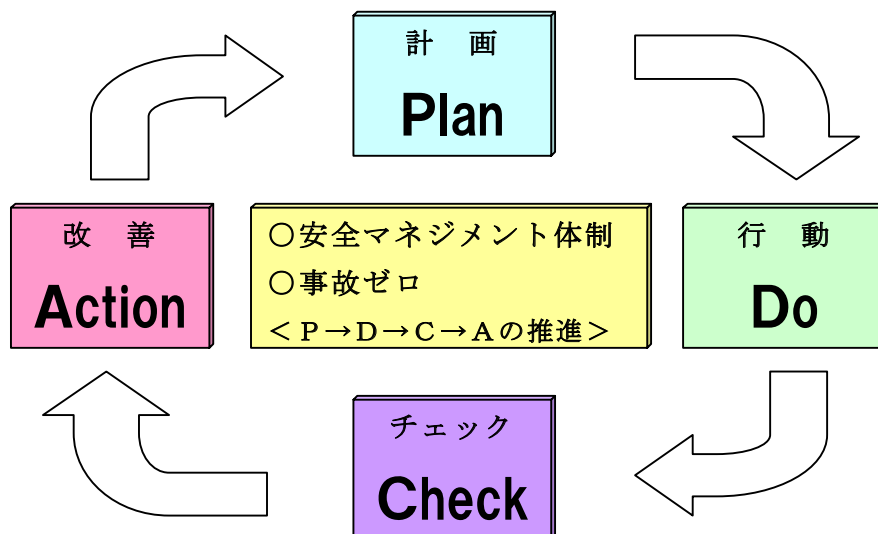 計　画
Plan
改　善
Action
○安全マネジメント体制
○事故ゼロ
＜Ｐ→Ｄ→Ｃ→Ａの推進＞
行　動
Do
チェック
Check